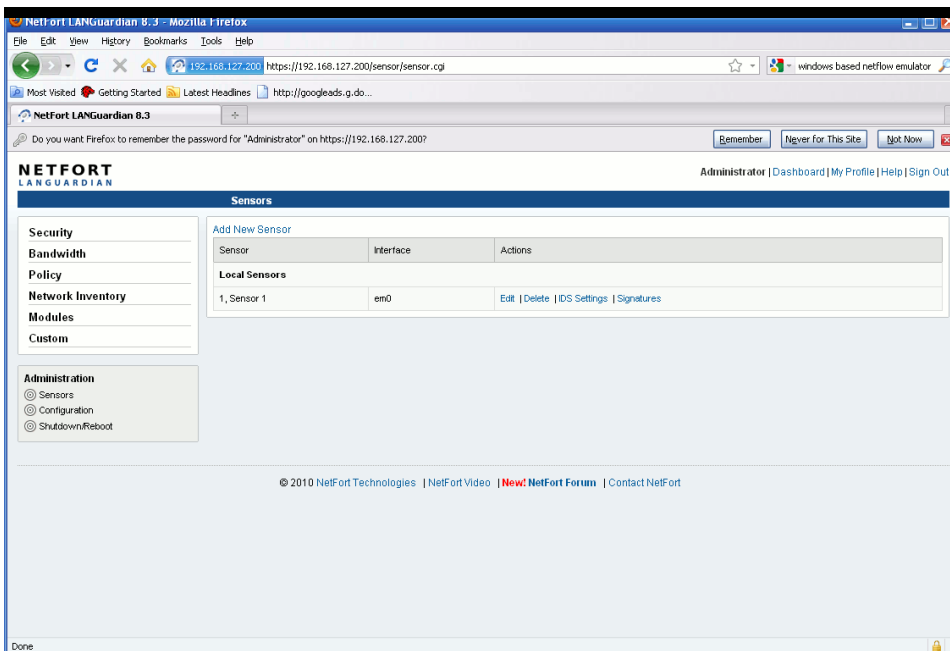 NetFort LANGuardian 8.3 - Mozilla Firefox
File Edit View History Bookmarks Tools Help
192.168.127.200 https://192.168.127.200/sensor/sensor.cgi windows based netflow emulator
Most Visited Getting Started Latest Headlines http://googleads.g.do...
NetFort LANGuardian 8.3
Do you want Firefox to remember the password for "Administrator" on https://192.168.127.200? Remember Never for This Site Not Now
NETFORT
LANGUARDIAN
Administrator | Dashboard | My Profile | Help | Sign Out
Sensors
Security
Bandwidth
Policy
Network Inventory
Modules
Custom
Administration
Sensors
Configuration
Shutdown/Reboot
Add New Sensor
Sensor Interface Actions
Local Sensors
1, Sensor 1 em0 Edit | Delete | IDS Settings | Signatures
© 2010 NetFort Technologies | NetFort Video | New! NetFort Forum | Contact NetFort
Done